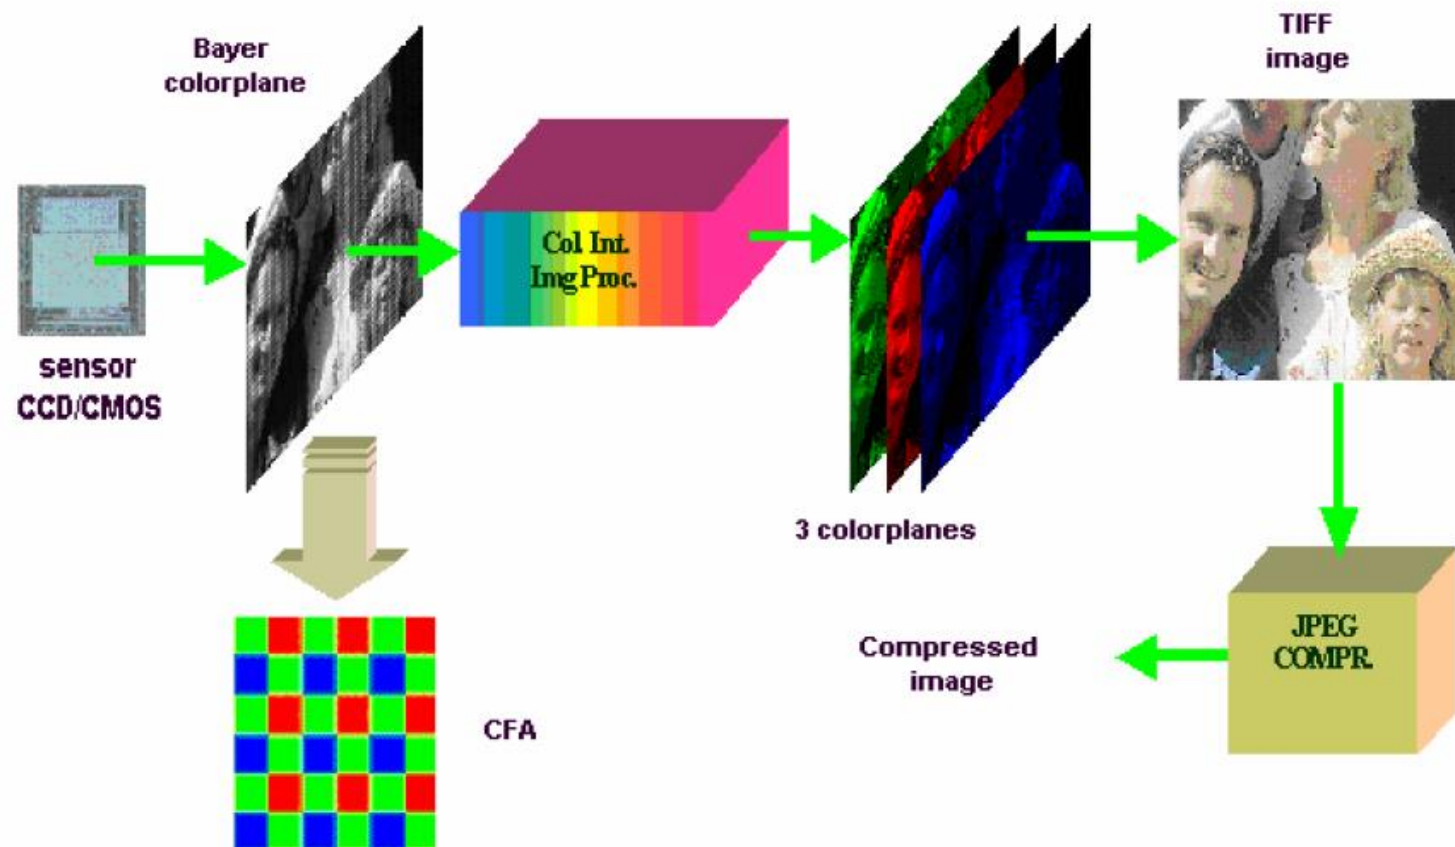 Bayer
colorplane
TIFF
image
Col. Int.
Img Proc.
sensor
CCD/CMOS
3 colorplanes
CFA
Compressed
image
JPEG
COMPR.